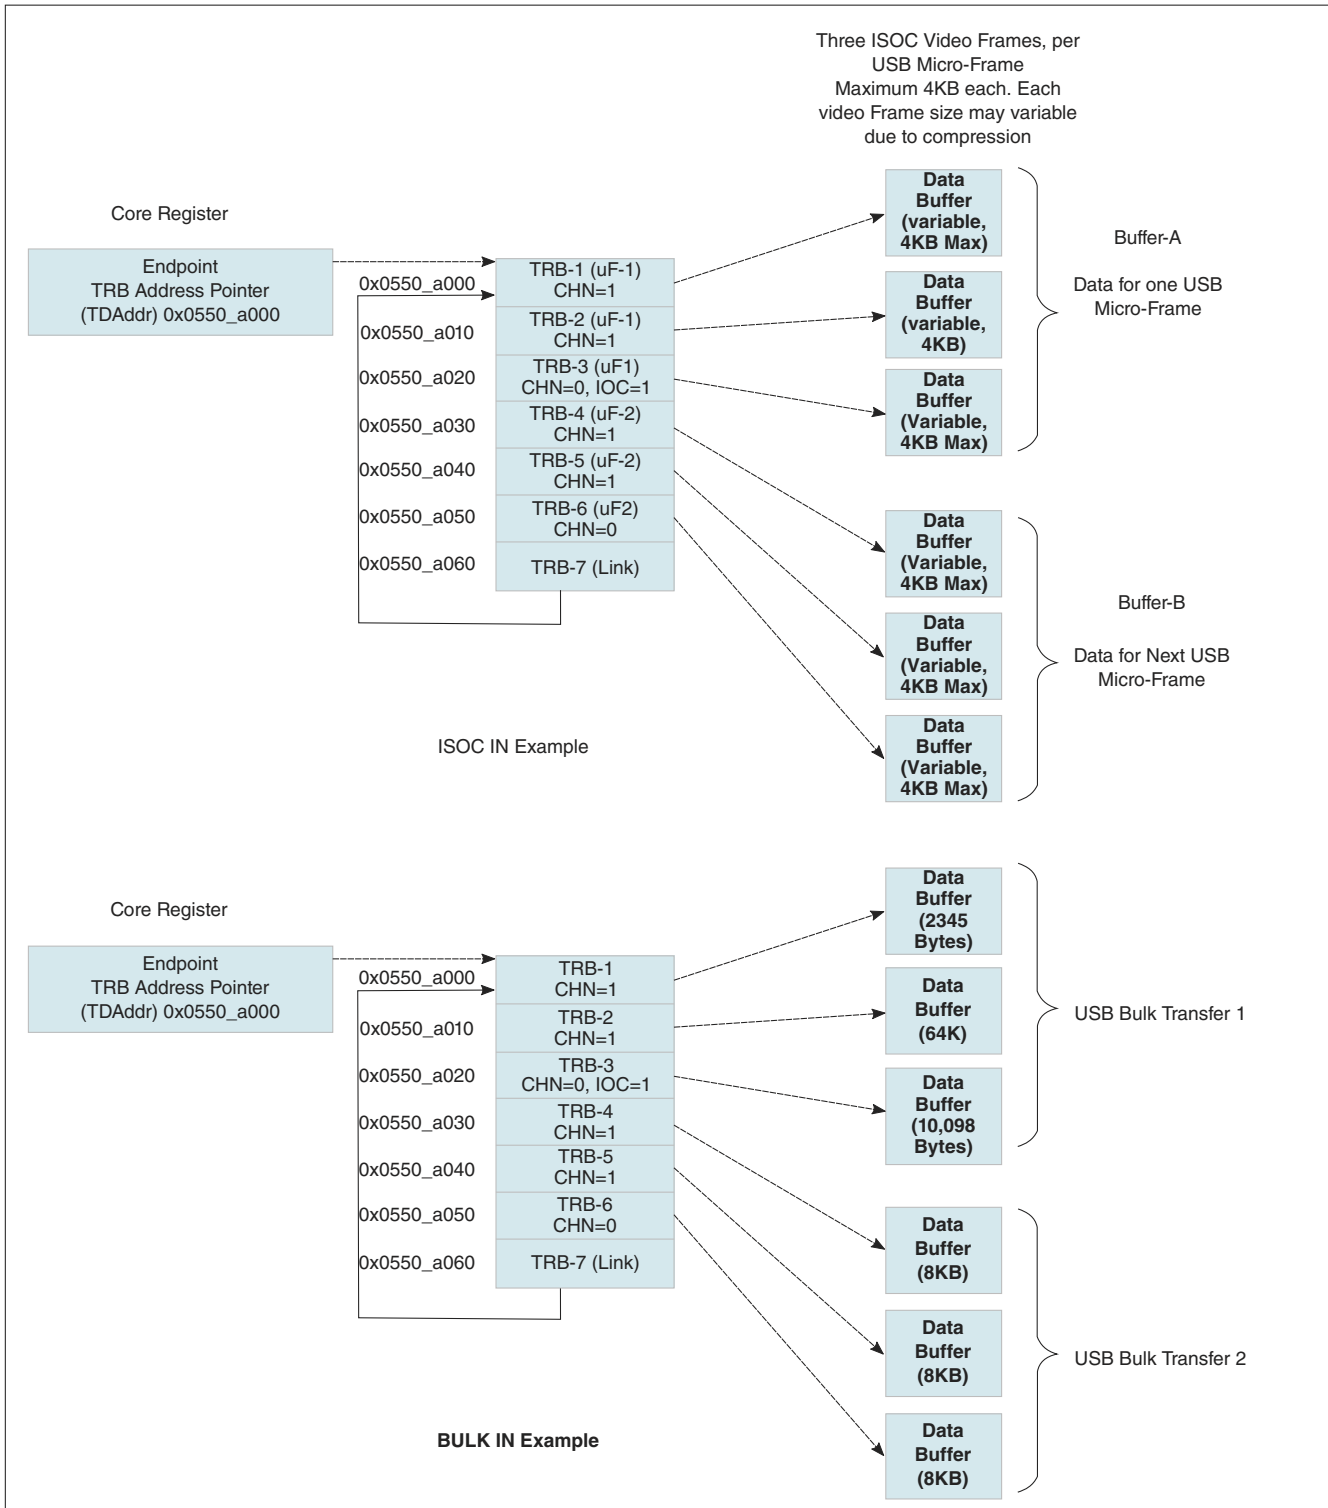 Three ISOC Video Frames, per
USB Micro-Frame
Maximum 4KB each. Each
video Frame size may variable
due to compression
Core Register
Endpoint
TRB Address Pointer
(TDAddr) 0x0550_a000
0x0550_a000
0x0550_a010
0x0550_a020
0x0550_a030
0x0550_a040
0x0550_a050
0x0550_a060
TRB-1 (uF-1)
CHN=1
TRB-2 (uF-1)
CHN=1
TRB-3 (uF1)
CHN=0, IOC=1
TRB-4 (uF-2)
CHN=1
TRB-5 (uF-2)
CHN=1
TRB-6 (uF2)
CHN=0
TRB-7 (Link)
Data
Buffer
(variable,
4KB Max)
Data
Buffer
(variable,
4KB)
Data
Buffer
(Variable,
4KB Max)
Buffer-A
Data for one USB
Micro-Frame
Data
Buffer
(Variable,
4KB Max)
Data
Buffer
(Variable,
4KB Max)
Data
Buffer
(Variable,
4KB Max)
Buffer-B
Data for Next USB
Micro-Frame
ISOC IN Example
Core Register
Endpoint
TRB Address Pointer
(TDAddr) 0x0550_a000
0x0550_a000
0x0550_a010
0x0550_a020
0x0550_a030
0x0550_a040
0x0550_a050
0x0550_a060
TRB-1
CHN=1
TRB-2
CHN=1
TRB-3
CHN=0, IOC=1
TRB-4
CHN=1
TRB-5
CHN=1
TRB-6
CHN=0
TRB-7 (Link)
Data
Buffer
(2345
Bytes)
Data
Buffer
(64K)
Data
Buffer
(10,098
Bytes)
USB Bulk Transfer 1
Data
Buffer
(8KB)
Data
Buffer
(8KB)
Data
Buffer
(8KB)
USB Bulk Transfer 2
BULK IN Example